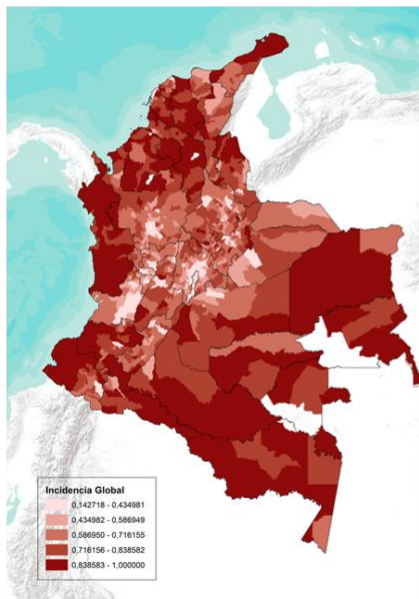 Incidencia Global
0,142718 - 0,434981
0,434982 - 0,586949
0,586950 - 0,716155
0,716156 - 0,838582
0,838583 - 1,000000